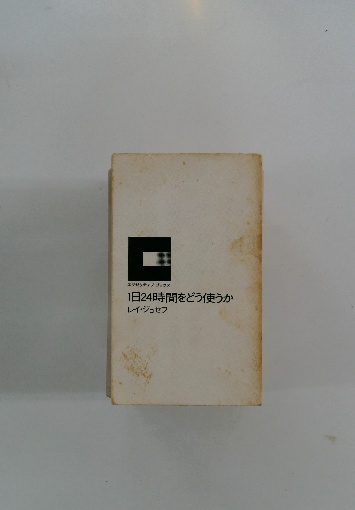 エグゼクティブ・ブックス
1日24時間をどう使うか
レイ・ジョセフ